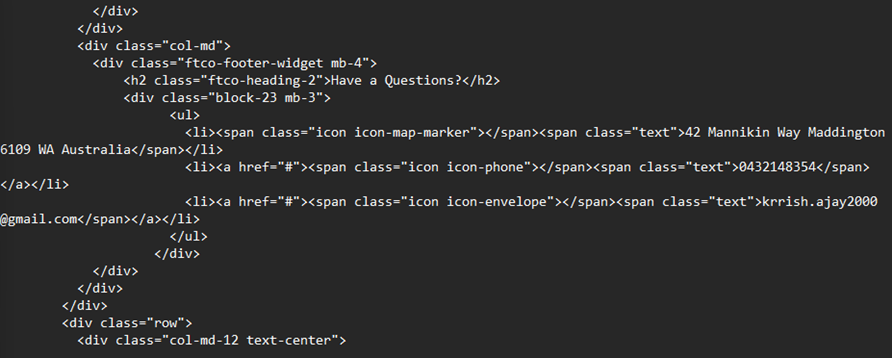 </div>
</div>
<div class="col-md">
<div class="ftco-footer-widget mb-4">
<h2 class="ftco-heading-2">Have a Questions?</h2>
<div class="block-23 mb-3">
<ul>
<li><span class="icon icon-map-marker"></span><span class="text">42 Mannikin Way Maddington
6109 WA Australia</span></li>
<li><a href="#"><span class="icon icon-phone"></span><span class="text">0432148354</span>
</a></li>
<li><a href="#"><span class="icon icon-envelope"></span><span class="text">krrish.ajay2000
@gmail.com</span></a></li>
</ul>
</div>
</div>
</div>
</div>
<div class="row">
<div class="col-md-12 text-center">